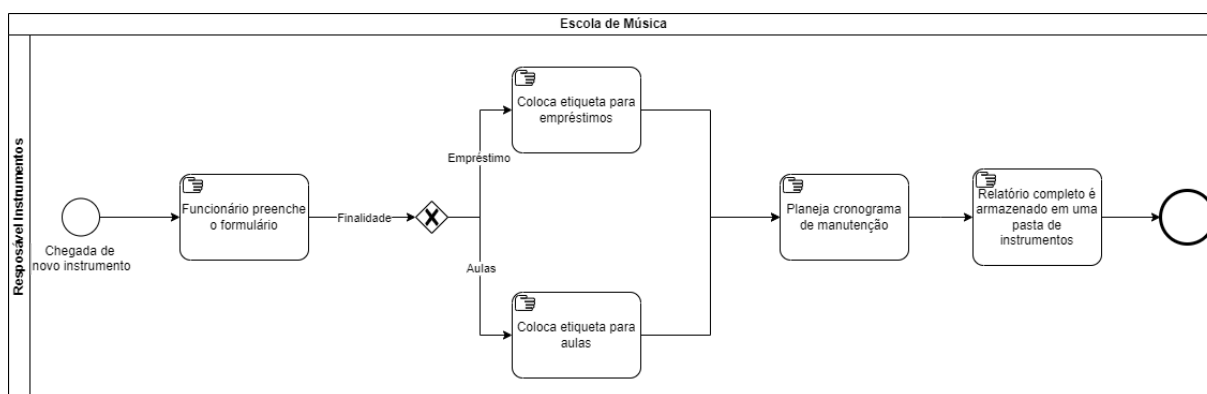 Escola de Música
Resposável Instrumentos
Chegada de
novo instrumento
Funcionário preenche
o formulário
Finalidade
Empréstimo
Aulas
Coloca etiqueta para
empréstimos
Coloca etiqueta para
aulas
Planeja cronograma
de manutenção
Relatório completo é
armazenado em uma
pasta de
instrumentos